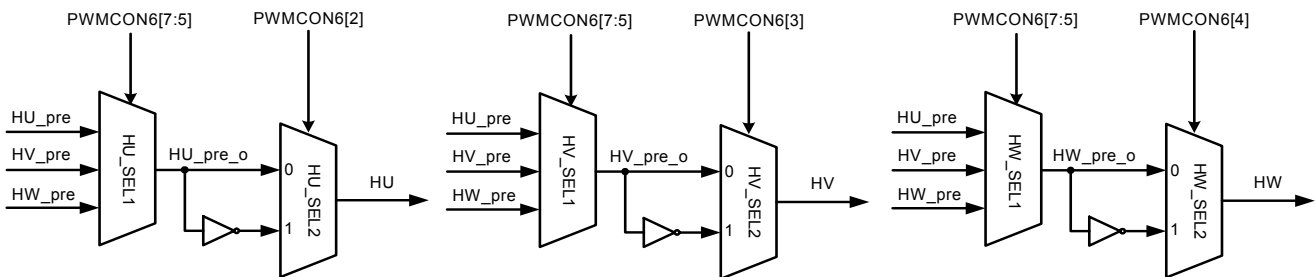 PWMCON6[7:5]
PWMCON6[2]
HU_pre
HV_pre
HW_pre
HU_SEL1
HU_pre_o
0
1
HU_SEL2
HU
PWMCON6[7:5]
PWMCON6[3]
HU_pre
HV_pre
HW_pre
HV_SEL1
HV_pre_o
0
1
HV_SEL2
HV
PWMCON6[7:5]
PWMCON6[4]
HU_pre
HV_pre
HW_pre
HW_SEL1
HW_pre_o
0
1
HW_SEL2
HW